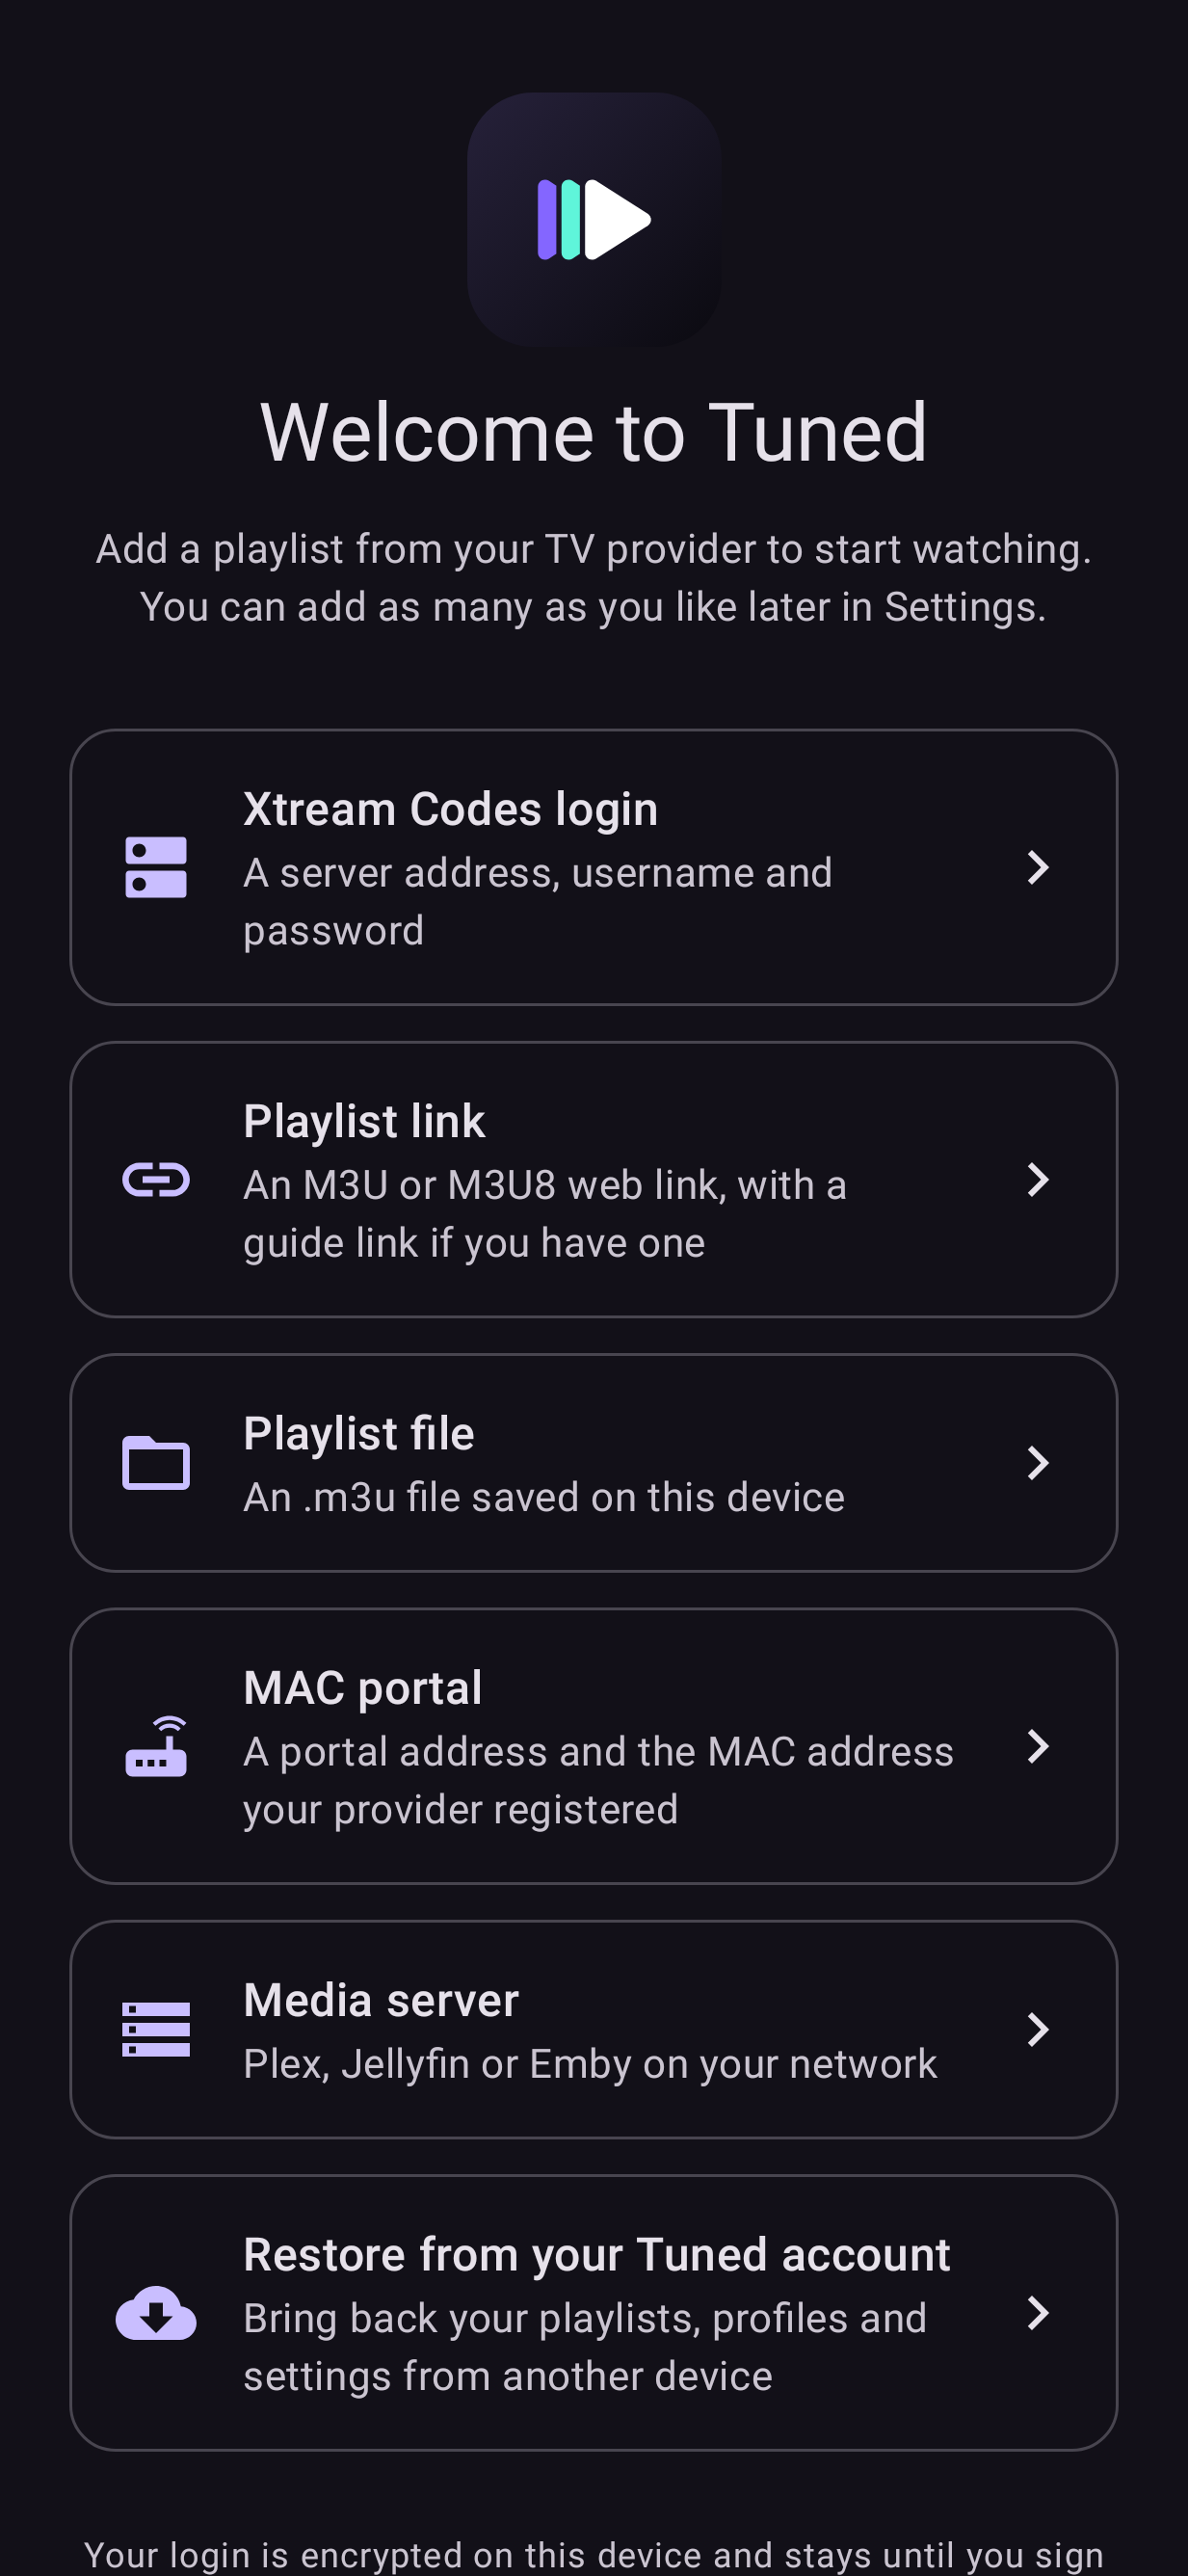 Welcome to Tuned
Add a playlist from your TV provider to start watching.
You can add as many as you like later in Settings.
Xtream Codes login
A server address, username and
password
Playlist link
An M3U or M3U8 web link, with a
guide link if you have one
Playlist file
An .m3u file saved on this device
MAC portal
A portal address and the MAC address
your provider registered
Media server
Plex, Jellyfin or Emby on your network
Restore from your Tuned account
Bring back your playlists, profiles and
settings from another device
Your login is encrypted on this device and stays until you sign